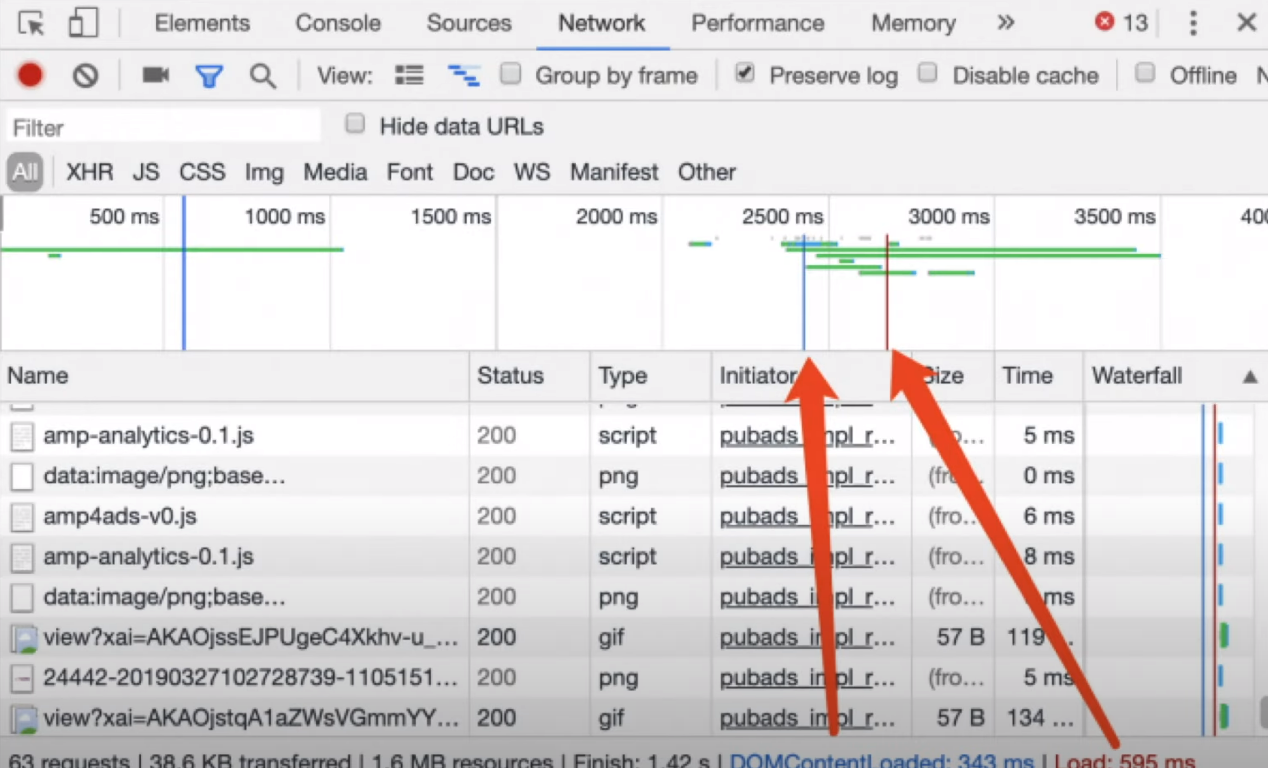 Elements Console Sources Network Performance Memory » 13
View: Group by frame Preserve log Disable cache Offline
Filter Hide data URLs
All XHR JS CSS Img Media Font Doc WS Manifest Other
500 ms 1000 ms 1500 ms 2000 ms 2500 ms 3000 ms 3500 ms 400
Name Status Type Initiator Size Time Waterfall
amp-analytics-0.1.js 200 script pubads_impl_r… 5 ms
data:image/png;base… 200 png pubads_impl_r… (fro… 0 ms
amp4ads-v0.js 200 script pubads_impl_r… (fro… 6 ms
amp-analytics-0.1.js 200 script pubads_impl_r… (fro… 8 ms
data:image/png;base… 200 png pubads_impl_r… (fro… ms
view?xai=AKAOjssEJPUgeC4Xkhv-u_… 200 gif pubads_impl_r… 57 B 119 …
24442-20190327102728739-1105151… 200 png pubads_impl_r… (fro… 5 ms
view?xai=AKAOjstqA1aZWsVGmmYY… 200 gif pubads_impl_r… 57 B 134 …
63 requests | 38.6 KB transferred | 1.6 MB resources | Finish: 1.42 s | DOMContentLoaded: 343 ms | Load: 595 ms